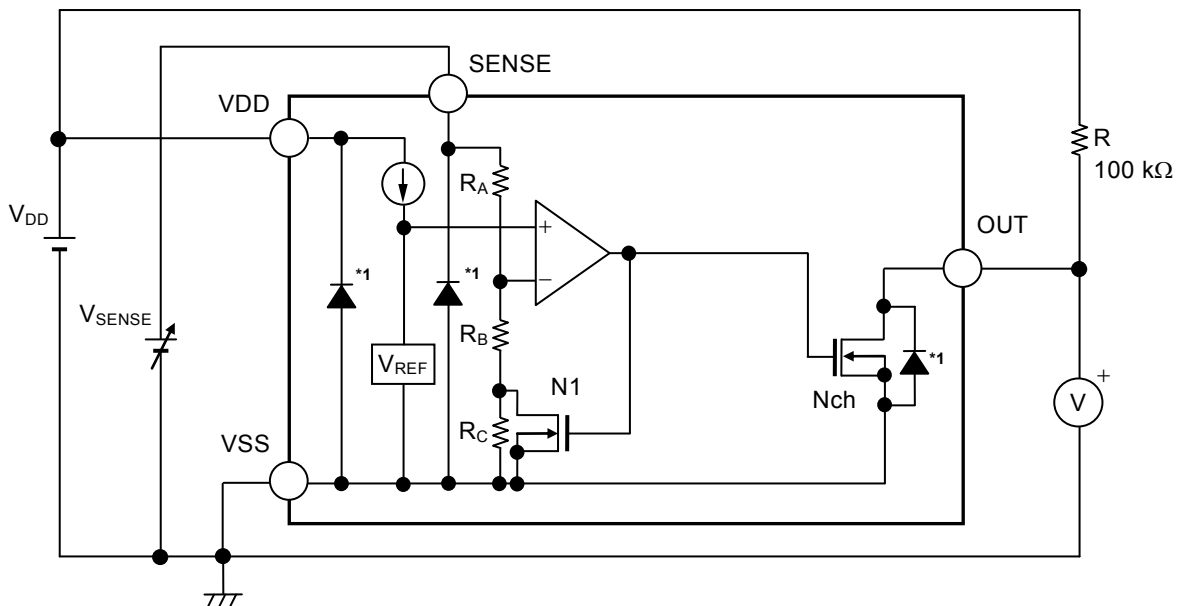 SENSE
VDD
R
100 kΩ
RA
VDD
+
OUT
*1
*1
−
VSENSE
RB
VREF
N1
*1
Nch
+
V
VSS
RC